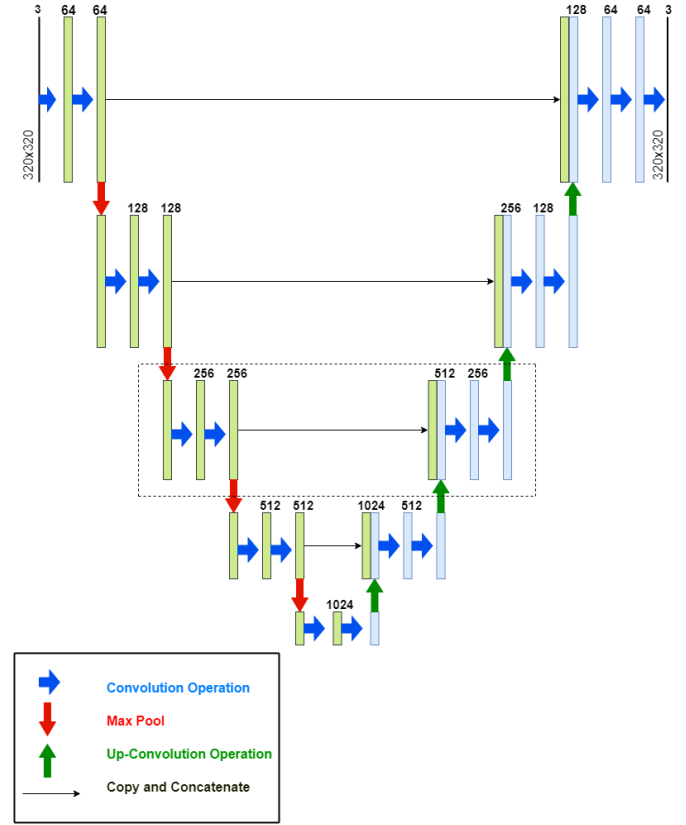 3 64 64 128 64 64 3
320x320 320x320
128 128 256 128
256 256 512 256
512 512 1024 512
1024
Convolution Operation
Max Pool
Up-Convolution Operation
Copy and Concatenate